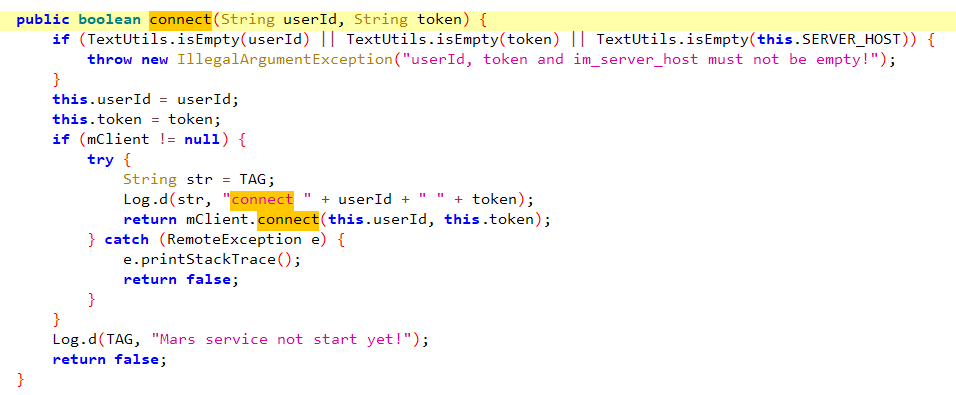 public boolean connect(String userId, String token) {
    if (TextUtils.isEmpty(userId) || TextUtils.isEmpty(token) || TextUtils.isEmpty(this.SERVER_HOST)) {
        throw new IllegalArgumentException("userId, token and im_server_host must not be empty!");
    }
    this.userId = userId;
    this.token = token;
    if (mClient != null) {
        try {
            String str = TAG;
            Log.d(str, "connect " + userId + " " + token);
            return mClient.connect(this.userId, this.token);
        } catch (RemoteException e) {
            e.printStackTrace();
            return false;
        }
    }
    Log.d(TAG, "Mars service not start yet!");
    return false;
}